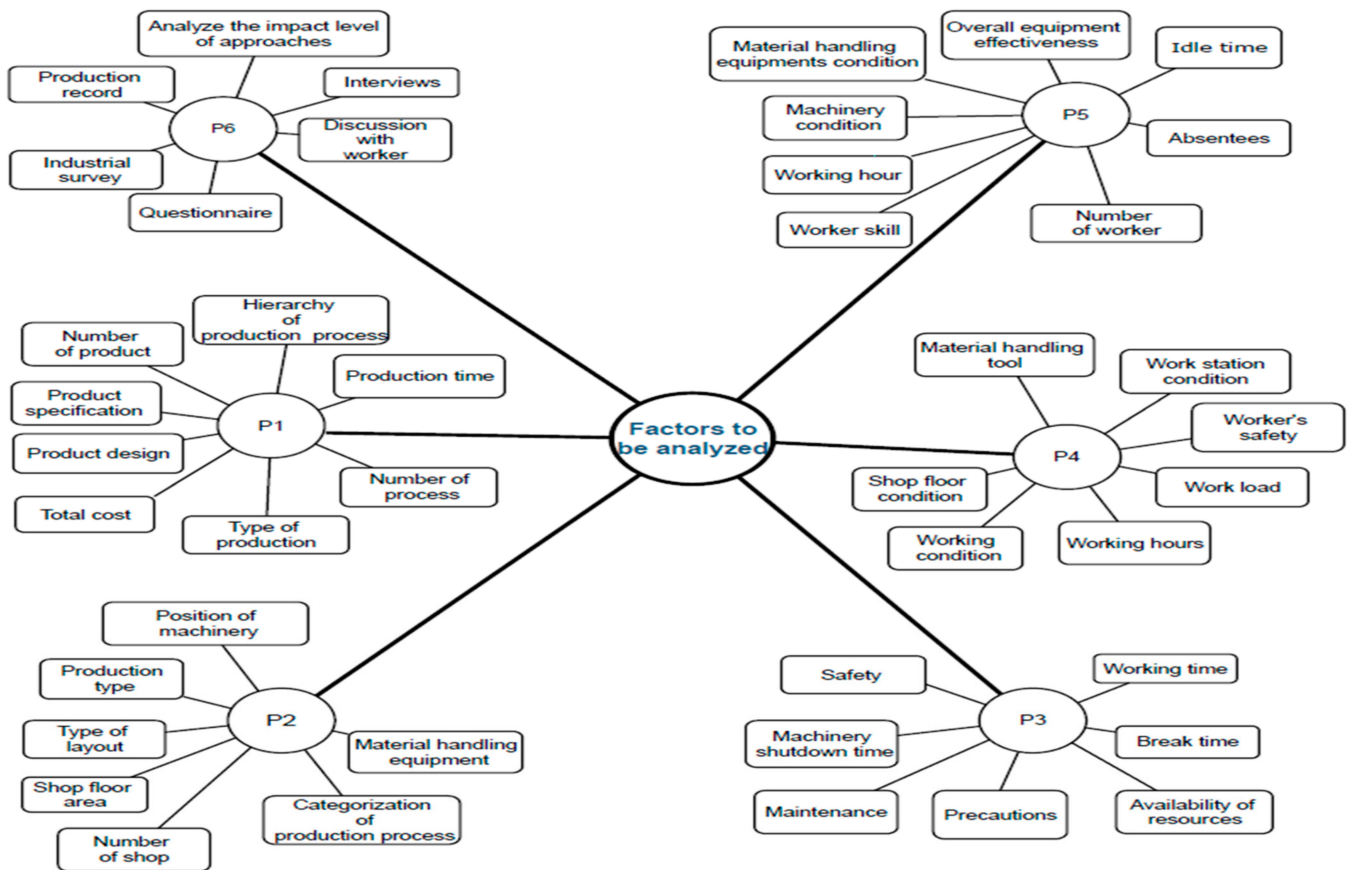 Analyze the impact level
of approaches
Production
record
Interviews
P6
Discussion
with
worker
Industrial
survey
Questionnaire
Overall equipment
effectiveness
Material handling
equipments condition
Idle time
Machinery
condition
P5
Absentees
Working hour
Worker skill
Number
of worker
Hierarchy
of
production process
Number
of product
Production time
Product
specification
P1
Product design
Number of
process
Total cost
Type of
production
Factors to
be analyzed
Material handling
tool
Work station
condition
Worker's
safety
P4
Shop floor
condition
Work load
Working
condition
Working hours
Position of
machinery
Production
type
P2
Type of
layout
Material handling
equipment
Shop floor
area
Categorization
of
production process
Number
of shop
Safety
Working time
P3
Machinery
shutdown time
Break time
Maintenance
Precautions
Availability of
resources